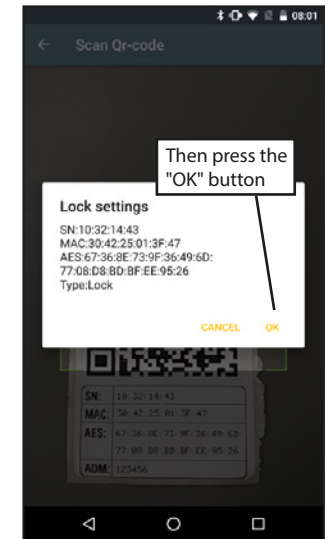 08:01
Scan Qr-code
Then press the
"OK" button
Lock settings
SN:10:32:14:43
MAC:30:42:25:01:3F:47
AES:67:36:8E:73:9F:36:49:6D:
77:08:D8:BD:BF:EE:95:26
Type:Lock
CANCEL OK
SN: 10:32:14:43
MAC: 30:42:25:01:3F:47
AES: 67:36:8E:73:9F:36:49:6D
77:08:D8:BD:BF:EE:95:26
ADM: 123456